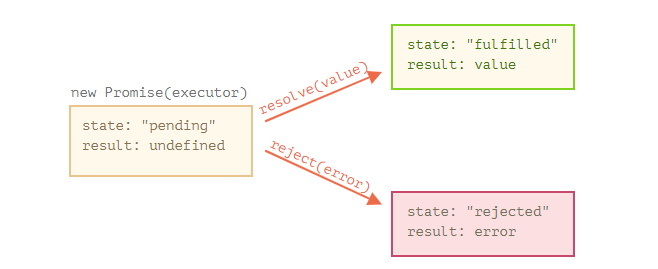 new Promise(executor)
state: "pending"
result: undefined
resolve(value)
reject(error)
state: "fulfilled"
result: value
state: "rejected"
result: error